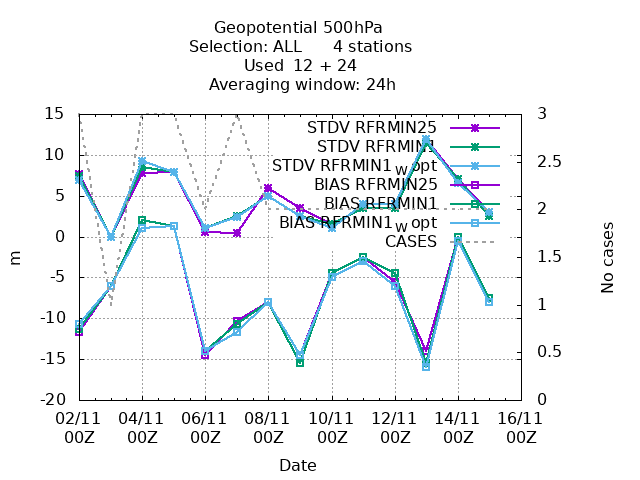 Geopotential 500hPa
Selection: ALL 4 stations
Used 12 + 24
Averaging window: 24h
15
10
5
0
-5
-10
-15
-20
m
3
2.5
2
1.5
1
0.5
0
No cases
STDV RFRMIN25
STDV RFRMIN1
STDV RFRMIN1_W opt
BIAS RFRMIN25
BIAS RFRMIN1
BIAS RFRMIN1_W opt
CASES
02/11 04/11 06/11 08/11 10/11 12/11 14/11 16/11
00Z 00Z 00Z 00Z 00Z 00Z 00Z 00Z
Date